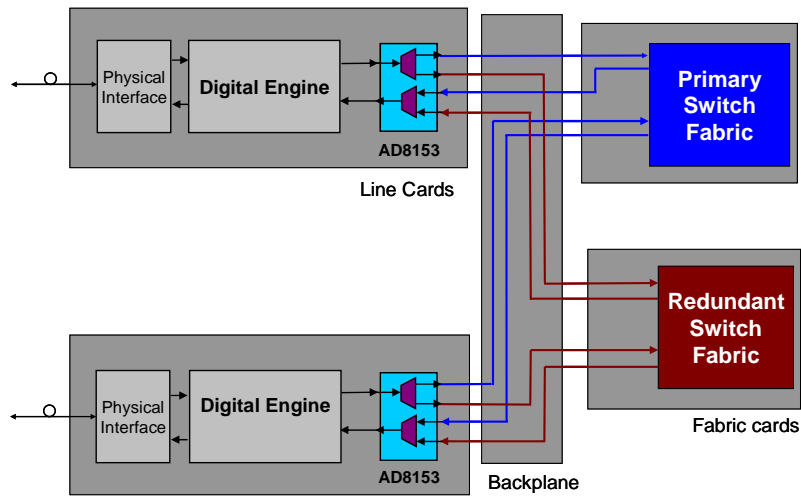 Physical
Interface
Digital Engine
AD8153
Line Cards
Primary
Switch
Fabric
Redundant
Switch
Fabric
Fabric cards
Physical
Interface
Digital Engine
AD8153
Backplane